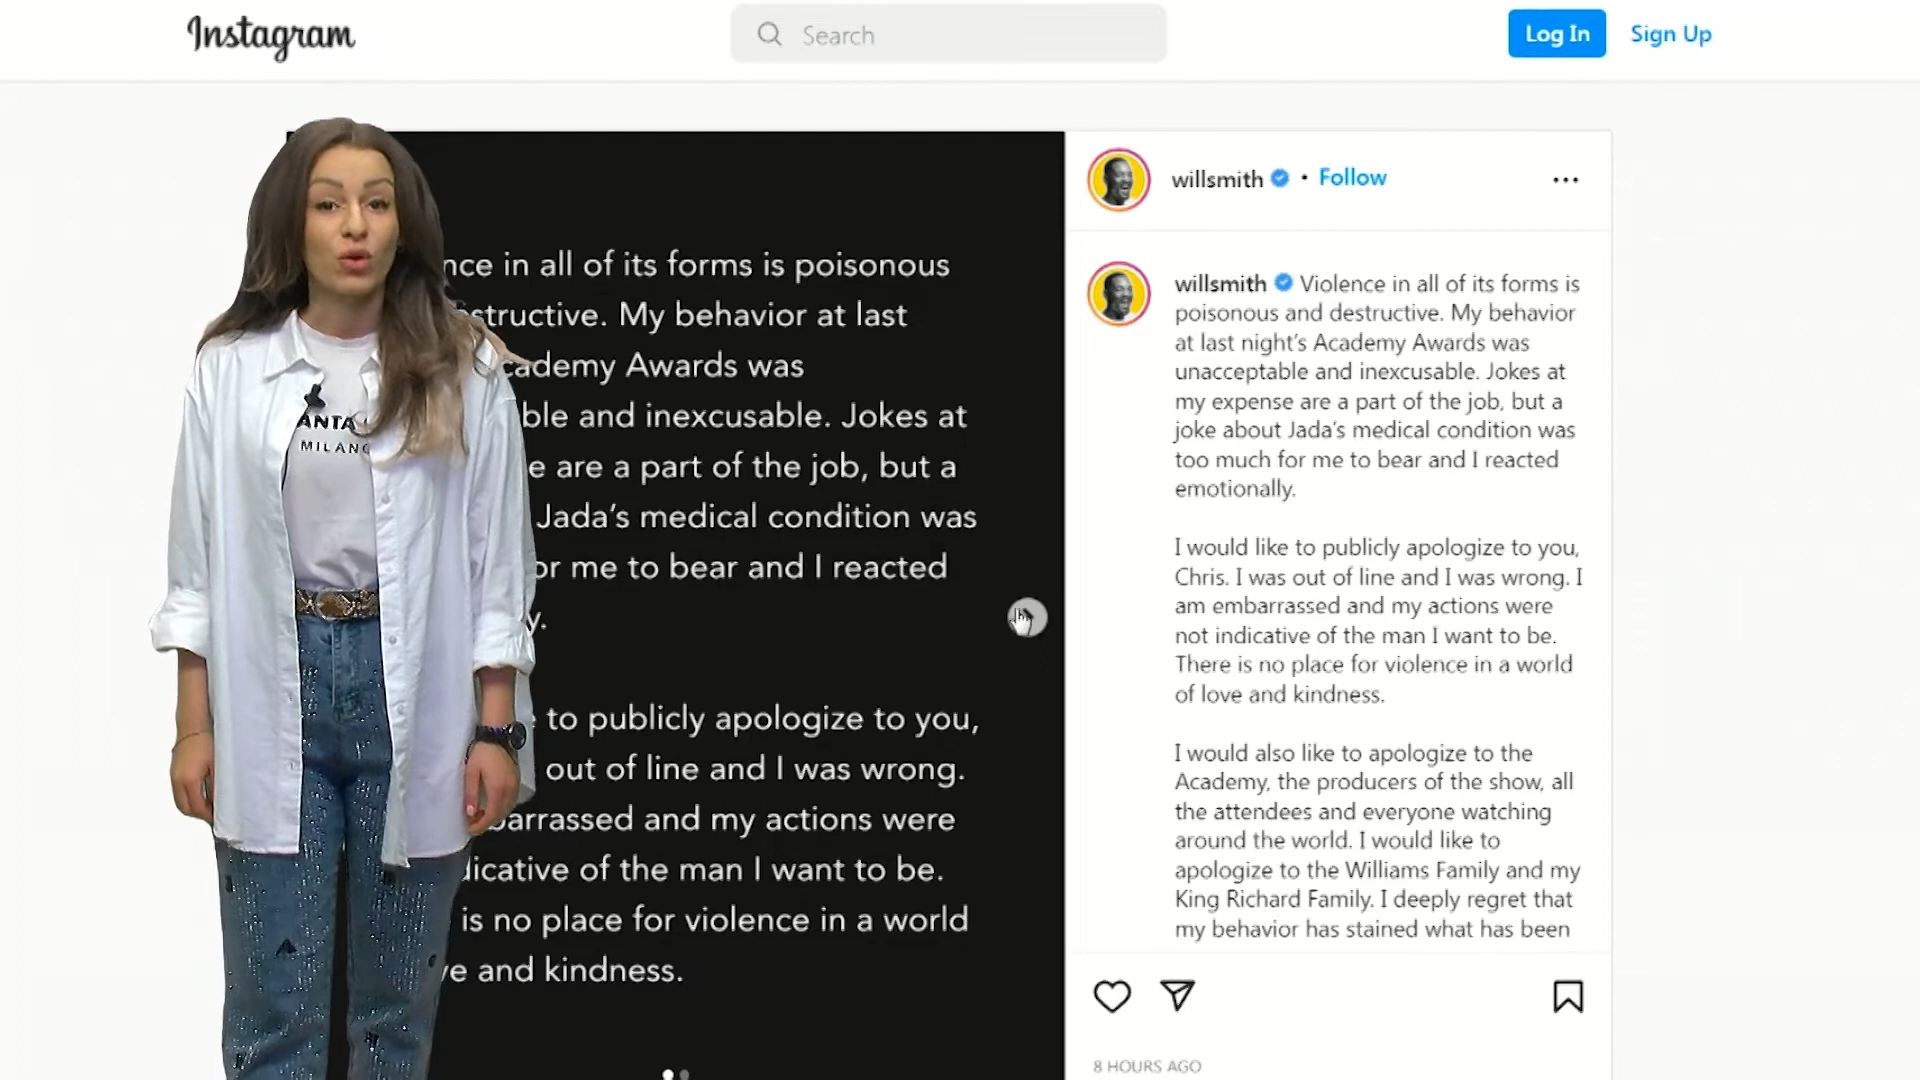 Instagram
Search
Log In
Sign Up
willsmith • Follow
in all of its forms is poisonous
My behavior at last
Awards was
and inexcusable. Jokes at
are a part of the job, but a
Jada's medical condition was
me to bear and I reacted
to publicly apologize to you,
out of line and I was wrong.
and my actions were
of the man I want to be.
is no place for violence in a world
and kindness.
MILANO
willsmith Violence in all of its forms is
poisonous and destructive. My behavior
at last night's Academy Awards was
unacceptable and inexcusable. Jokes at
my expense are a part of the job, but a
joke about Jada's medical condition was
too much for me to bear and I reacted
emotionally.
I would like to publicly apologize to you,
Chris. I was out of line and I was wrong. I
am embarrassed and my actions were
not indicative of the man I want to be.
There is no place for violence in a world
of love and kindness.
I would also like to apologize to the
Academy, the producers of the show, all
the attendees and everyone watching
around the world. I would like to
apologize to the Williams Family and my
King Richard Family. I deeply regret that
my behavior has stained what has been
8 HOURS AGO